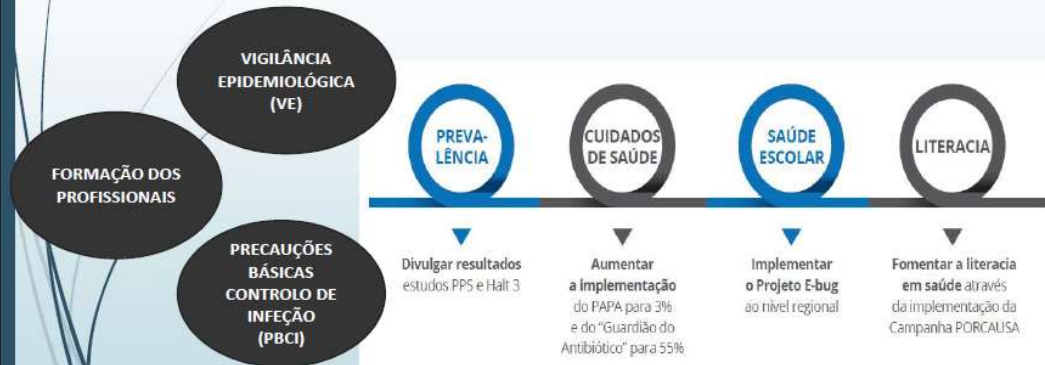 VIGILÂNCIA
EPIDEMIOLÓGICA
(VE)
FORMAÇÃO DOS
PROFISSIONAIS
PRECAUÇÕES
BÁSICAS
CONTROLO DE
INFEÇÃO
(PBCI)
PREVA-
LÊNCIA
Divulgar resultados
estudos PPS e Halt 3
CUIDADOS
DE SAÚDE
Aumentar
a implementação
do PAPA para 3%
e do "Guardião do
Antibiótico" para 55%
SAÚDE
ESCOLAR
Implementar
o Projeto E-bug
ao nível regional
LITERACIA
Fomentar a literacia
em saúde através
da implementação da
Campanha PORCAUSA